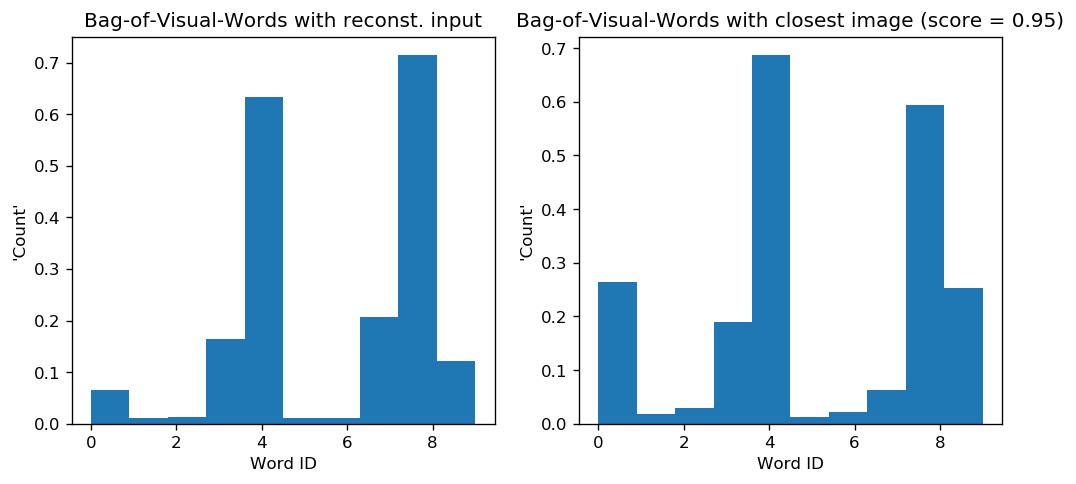 Bag-of-Visual-Words with reconst. input
'Count'
0.7
0.6
0.5
0.4
0.3
0.2
0.1
0.0
0 2 4 6 8
Word ID
Bag-of-Visual-Words with closest image (score = 0.95)
'Count'
0.7
0.6
0.5
0.4
0.3
0.2
0.1
0.0
0 2 4 6 8
Word ID